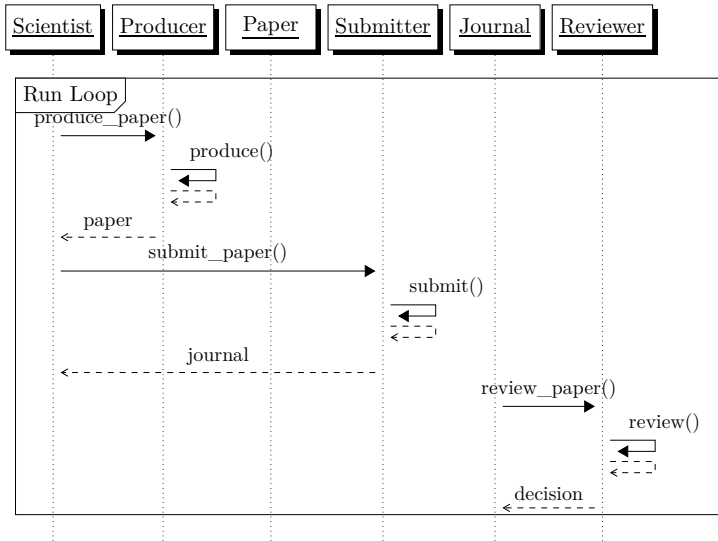 Scientist
Producer
Paper
Submitter
Journal
Reviewer
Run Loop
produce_paper()
produce()
paper
submit_paper()
submit()
journal
review_paper()
review()
decision